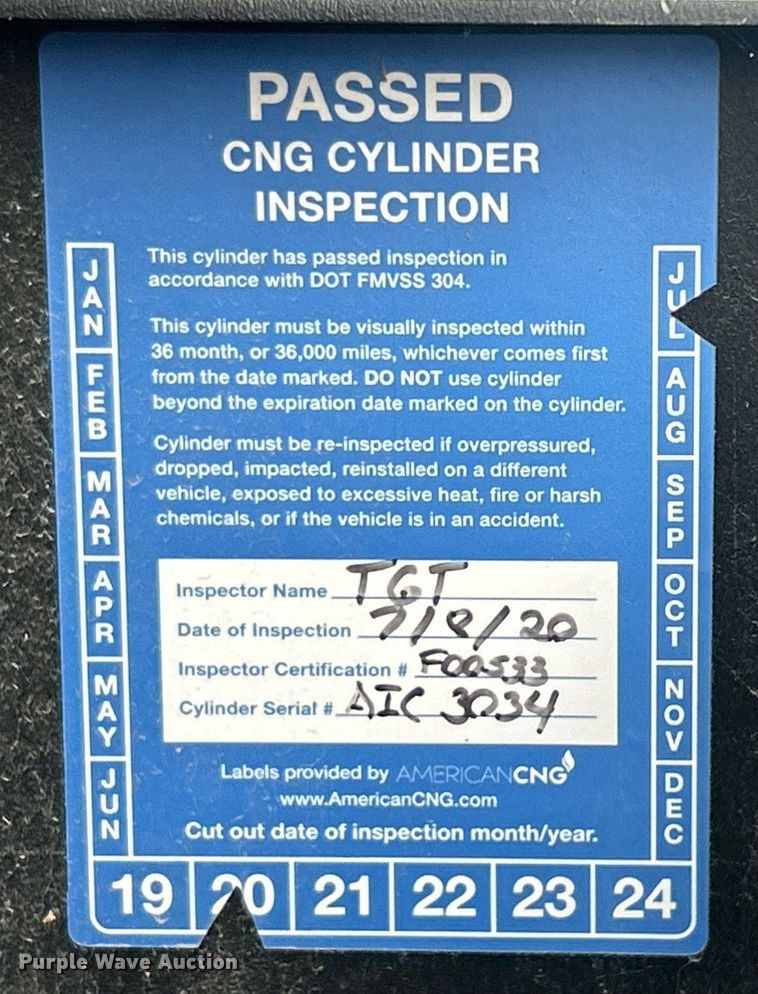 PASSED
CNG CYLINDER
INSPECTION
This cylinder has passed inspection in
accordance with DOT FMVSS 304.
This cylinder must be visually inspected within
36 month, or 36,000 miles, whichever comes first
from the date marked. DO NOT use cylinder
beyond the expiration date marked on the cylinder.
Cylinder must be re-inspected if overpressured,
dropped, impacted, reinstalled on a different
vehicle, exposed to excessive heat, fire or harsh
chemicals, or if the vehicle is in an accident.
JAN
FEB
MAR
APR
MAY
JUN
JUL
AUG
SEP
OCT
NOV
DEC
Inspector Name TGT
Date of Inspection 7/8/20
Inspector Certification # F00533
Cylinder Serial # AIC 3034
Labels provided by AMERICANCNG
www.AmericanCNG.com
Cut out date of inspection month/year.
19 20 21 22 23 24
Purple Wave Auction